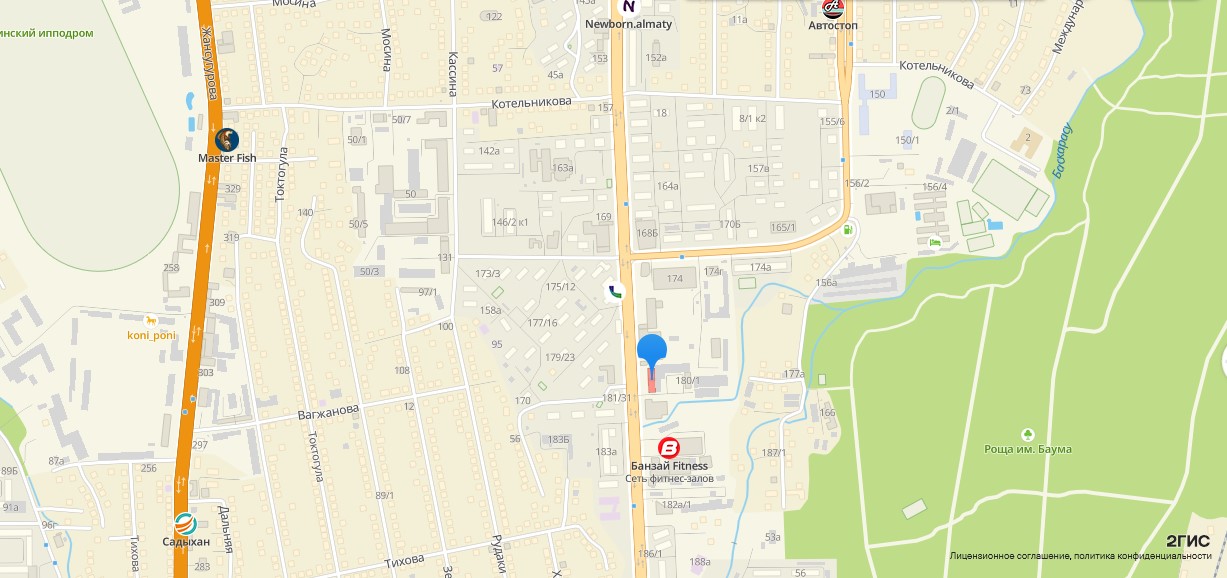 Мосина
122
Newborn.almaty
11а
Автостоп
Междунар
инский ипподром
Жансугурова
Мосина
Кассина
57
153
152а
45а
Котельникова
150
73
Котельникова
157
18
8/1 к2
155/6
2/1
2
50/7
50/1
Master Fish
142а
163а
157в
150/1
Баскарасу
329
Токтогула
50
164а
156/2
156/4
140
50/5
146/2 к1
169
168Б
170Б
165/1
319
131
258
50/3
173/3
174
174г
174а
156а
309
97/1
175/12
158а
koni_poni
100
177/16
95
303
179/23
180/1
177а
12
Вагжанова
170
181/31
166
297
Токтогула
56
183Б
183а
187/1
Роща им. Баума
87а
256
89Б
Банзай Fitness
Сеть фитнес-залов
283
89/1
91а
96г
182а/1
Садыхан
Дальняя
Тихова
Тихова
Рудаки
186/1
188а
53а
56
2ГИС
Лицензионное соглашение, политика конфиденциальности